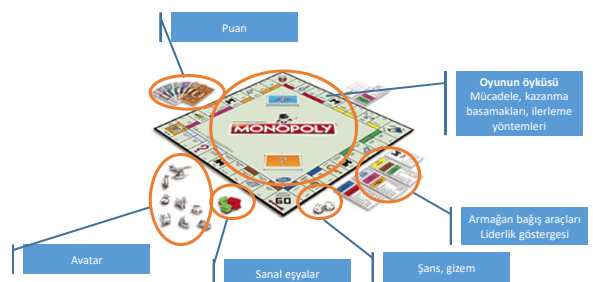 Puan
Oyunun öyküsü
Mücadele, kazanma
basamakları, ilerleme
yöntemleri
MONOPOLY
?
GO
Armağan bağış araçları
Liderlik göstergesi
Avatar
Sanal eşyalar
Şans, gizem